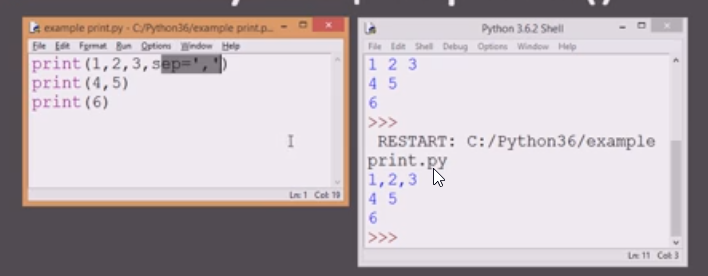 example print.py - C:/Python36/example print.p...
File Edit Format Run Options Window Help
print(1,2,3,sep=',')
print(4,5)
print(6)
Ln: 1 Col: 19
Python 3.6.2 Shell
File Edit Shell Debug Options Window Help
1 2 3
4 5
6
>>>
RESTART: C:/Python36/example
print.py
1,2,3
4 5
6
>>>
Ln: 11 Col: 3